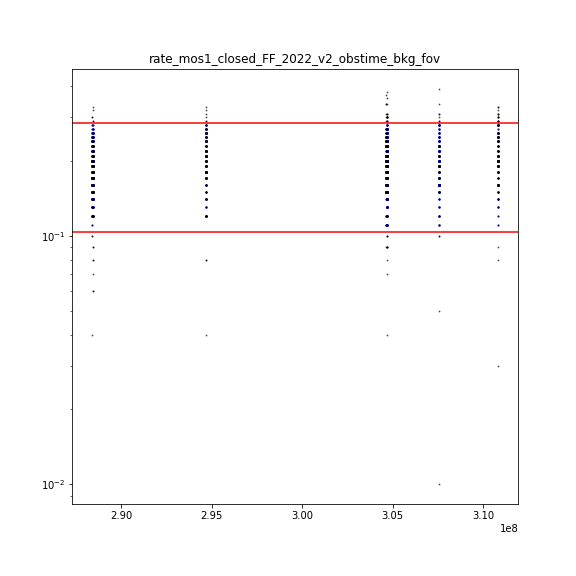 rate_mos1_closed_FF_2022_v2_obstime_bkg_fov
10⁻¹
10⁻²
2.90 2.95 3.00 3.05 3.10
1e8